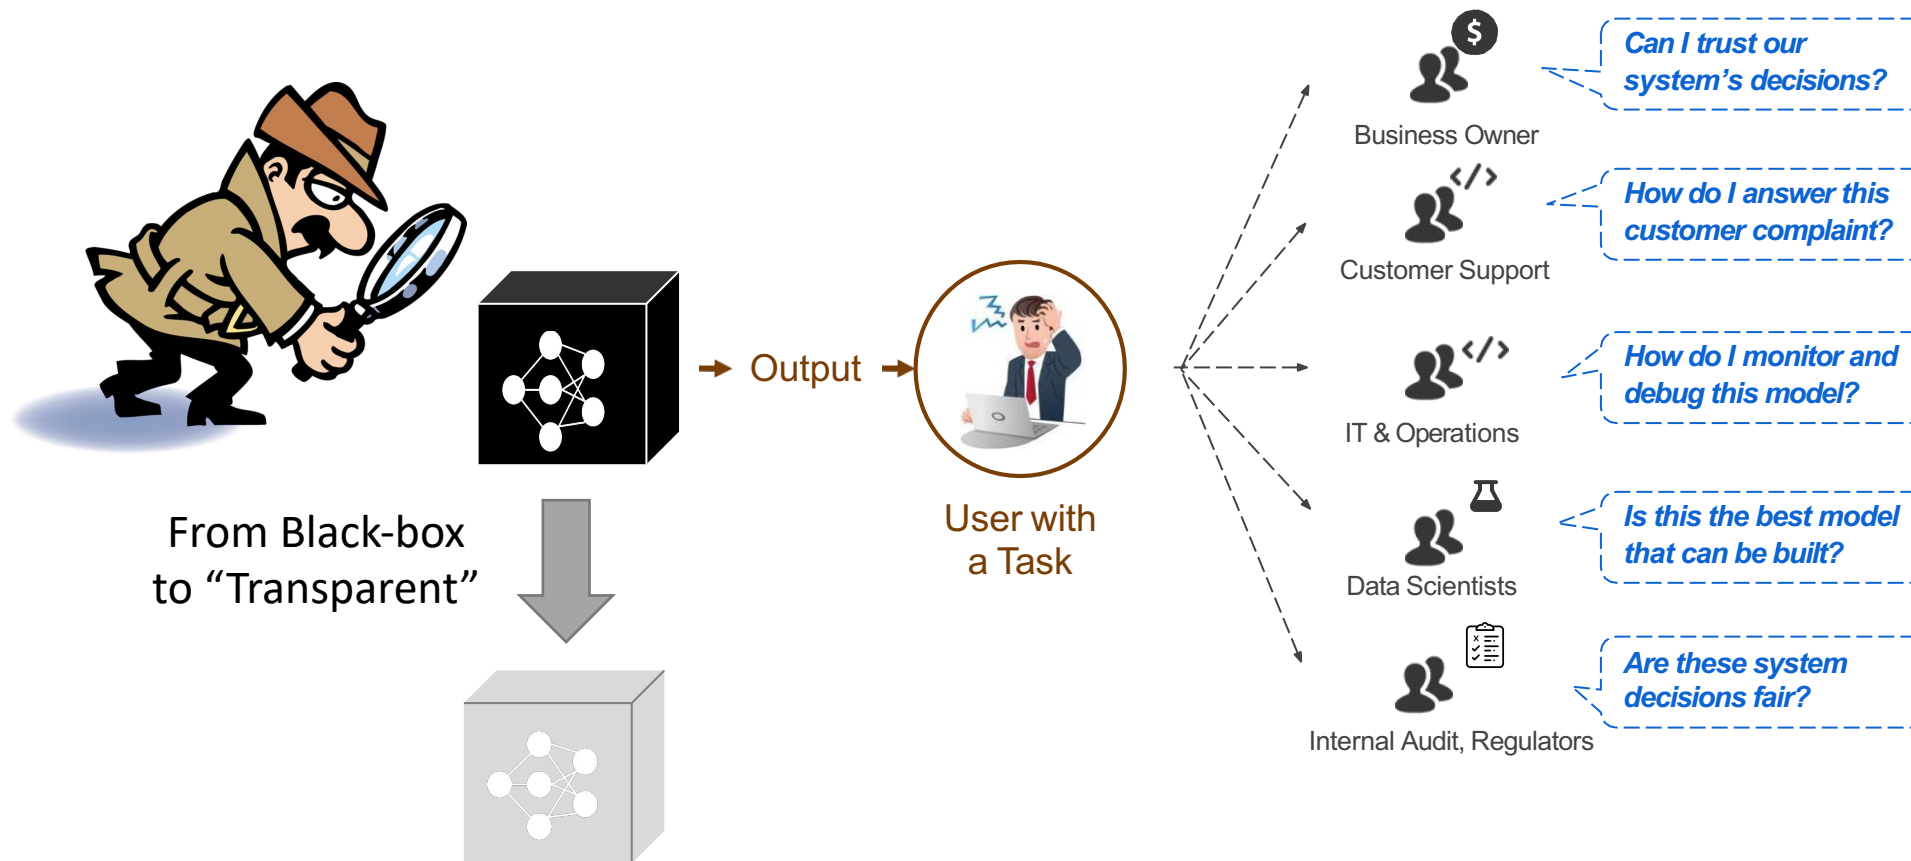 Can I trust our
system's decisions?
Business Owner
</>
How do I answer this
customer complaint?
Customer Support
</>
How do I monitor and
debug this model?
IT & Operations
Output
User with
a Task
From Black-box
to “Transparent”
Is this the best model
that can be built?
Data Scientists
Are these system
decisions fair?
Internal Audit, Regulators
$